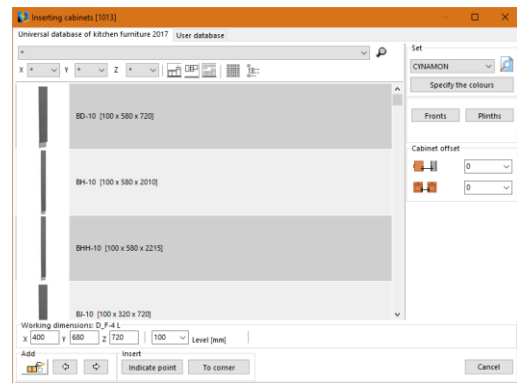 Inserting cabinets [1013]
Universal database of kitchen furniture 2017 User database
*
X * Y * Z *
BD-10 [100 x 580 x 720]
BH-10 [100 x 580 x 2010]
BHH-10 [100 x 580 x 2215]
BJ-10 [100 x 320 x 720]
Set
CYNAMON
Specify the colours
Fronts Plinths
Cabinet offset
0
0
Working dimensions: D_F-4 L
X 400 Y 680 Z 720 100 Level [mm]
Add Insert
Indicate point To corner Cancel